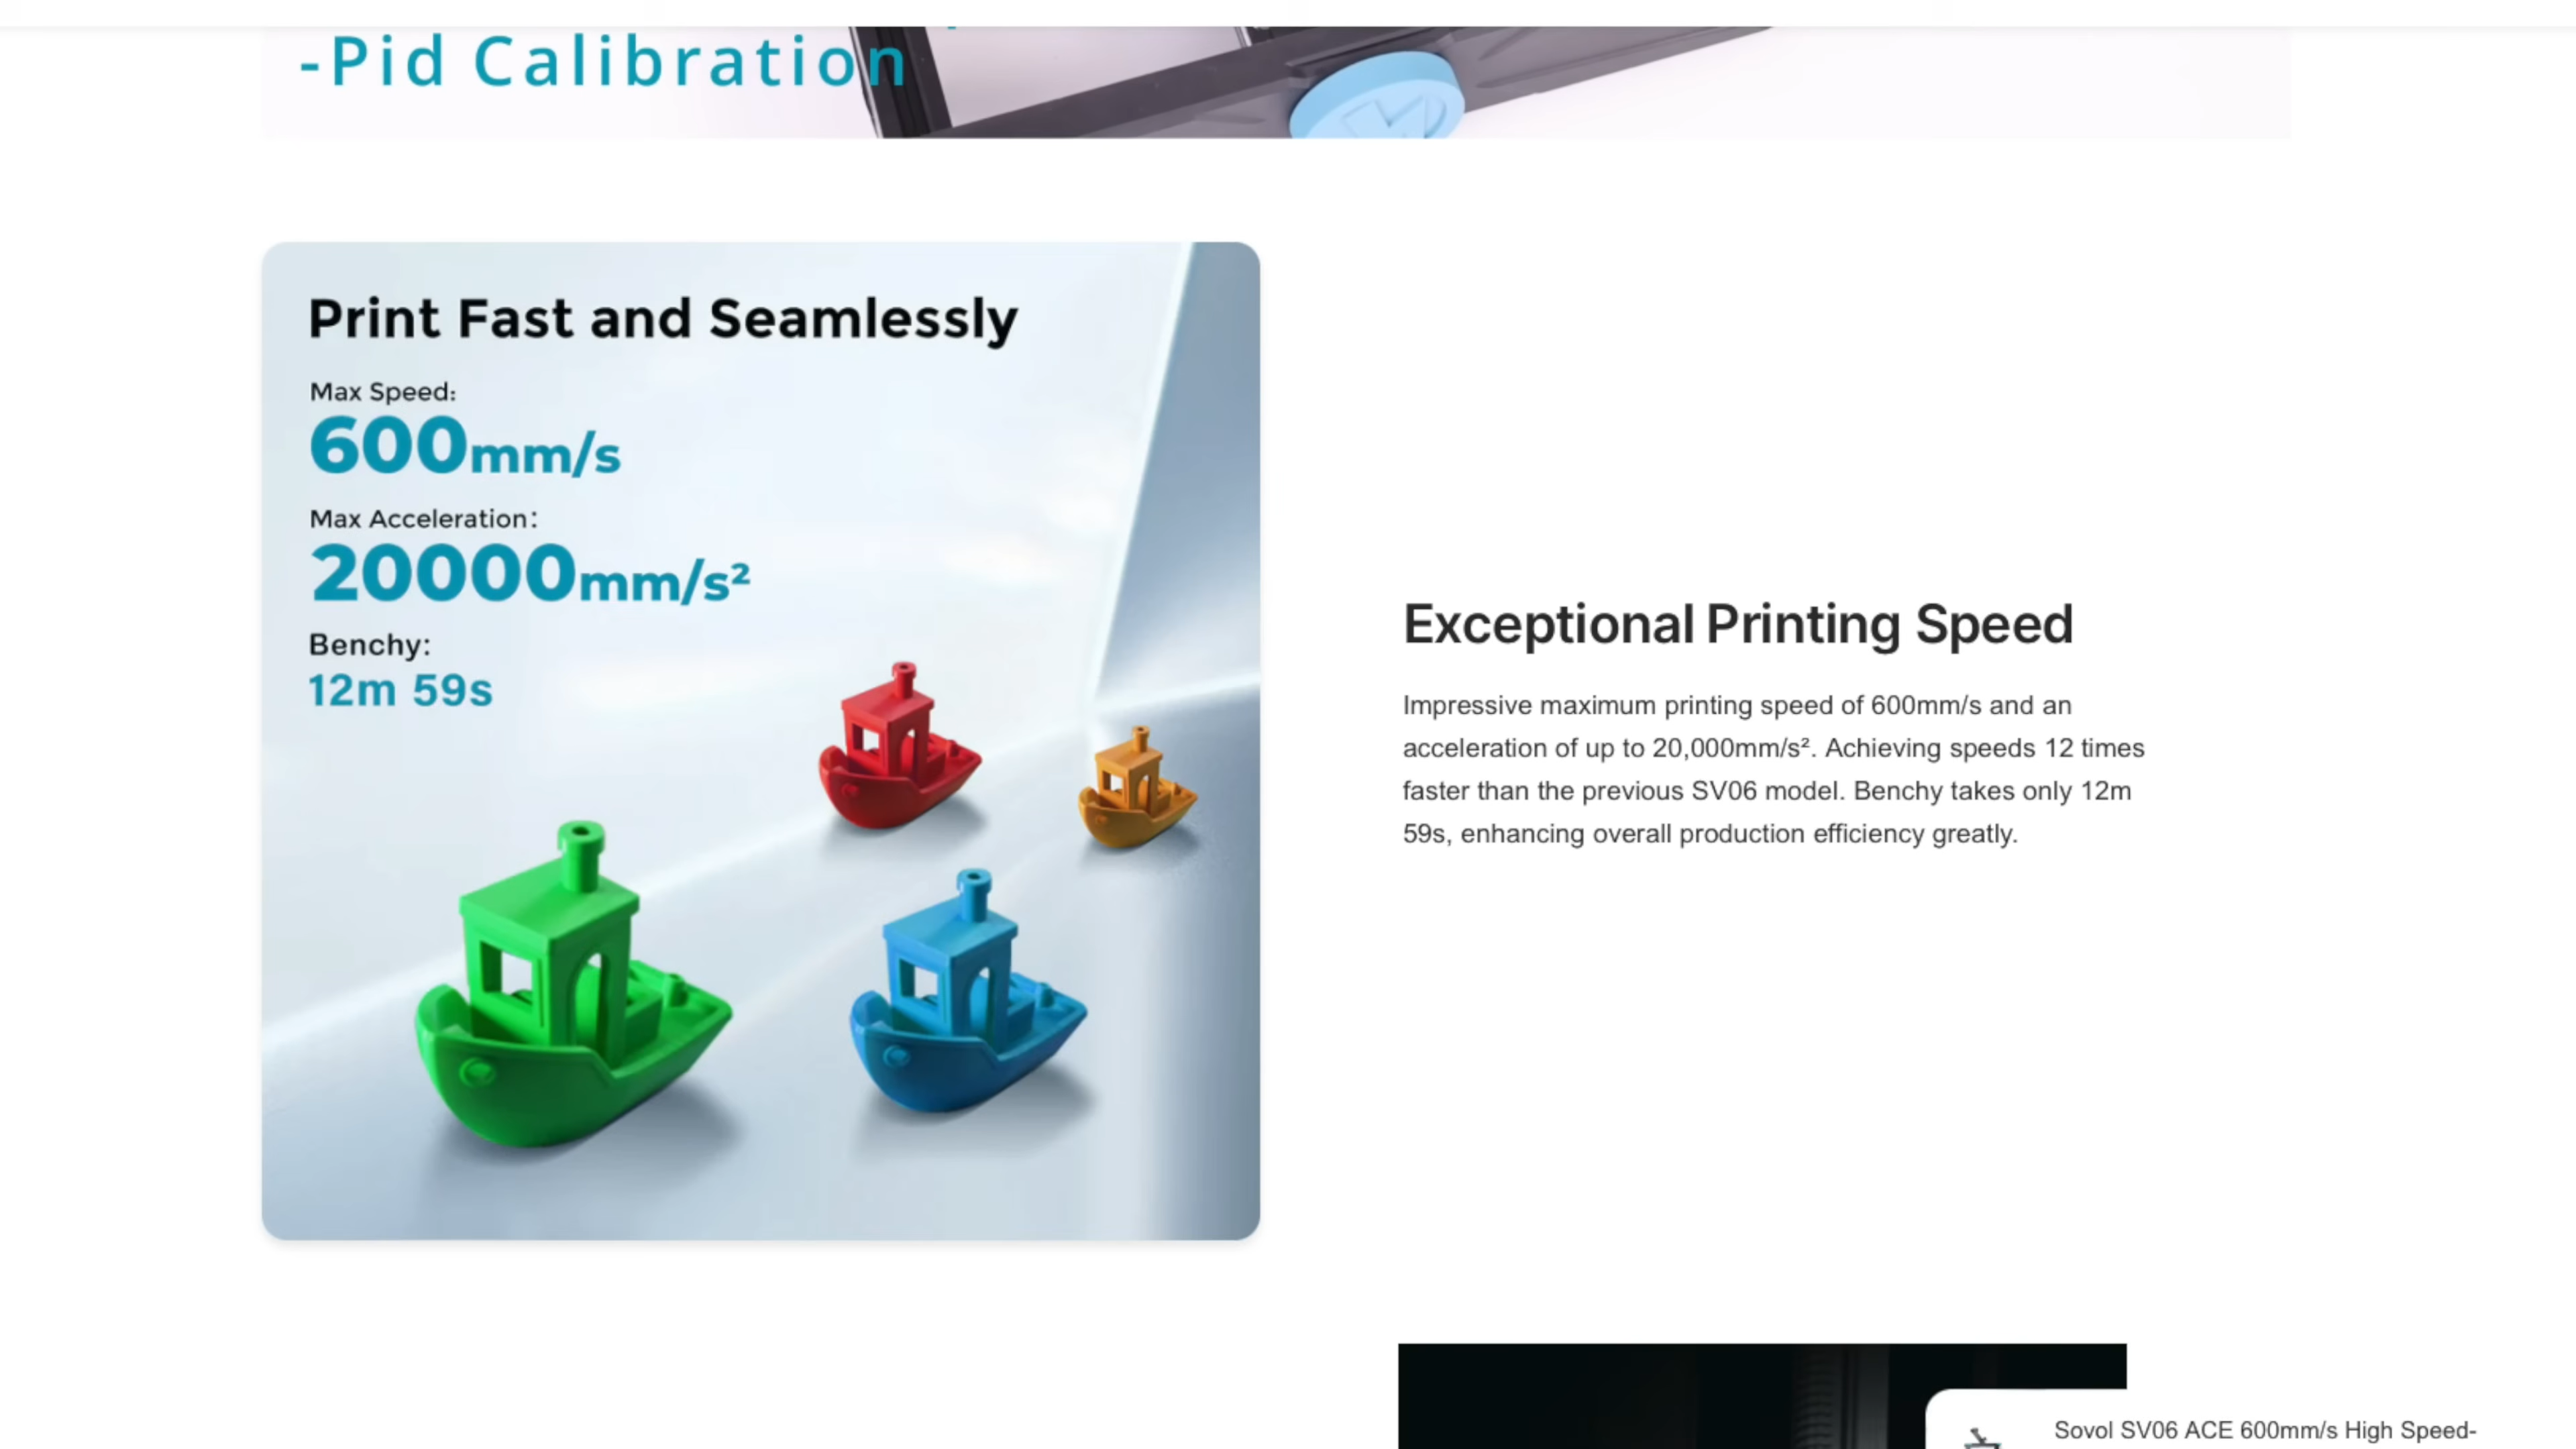 -Pid Calibration
Print Fast and Seamlessly
Max Speed:
600mm/s
Max Acceleration:
20000mm/s²
Benchy:
12m 59s
Exceptional Printing Speed
Impressive maximum printing speed of 600mm/s and an
acceleration of up to 20,000mm/s². Achieving speeds 12 times
faster than the previous SV06 model. Benchy takes only 12m
59s, enhancing overall production efficiency greatly.
Sovol SV06 ACE 600mm/s High Speed-